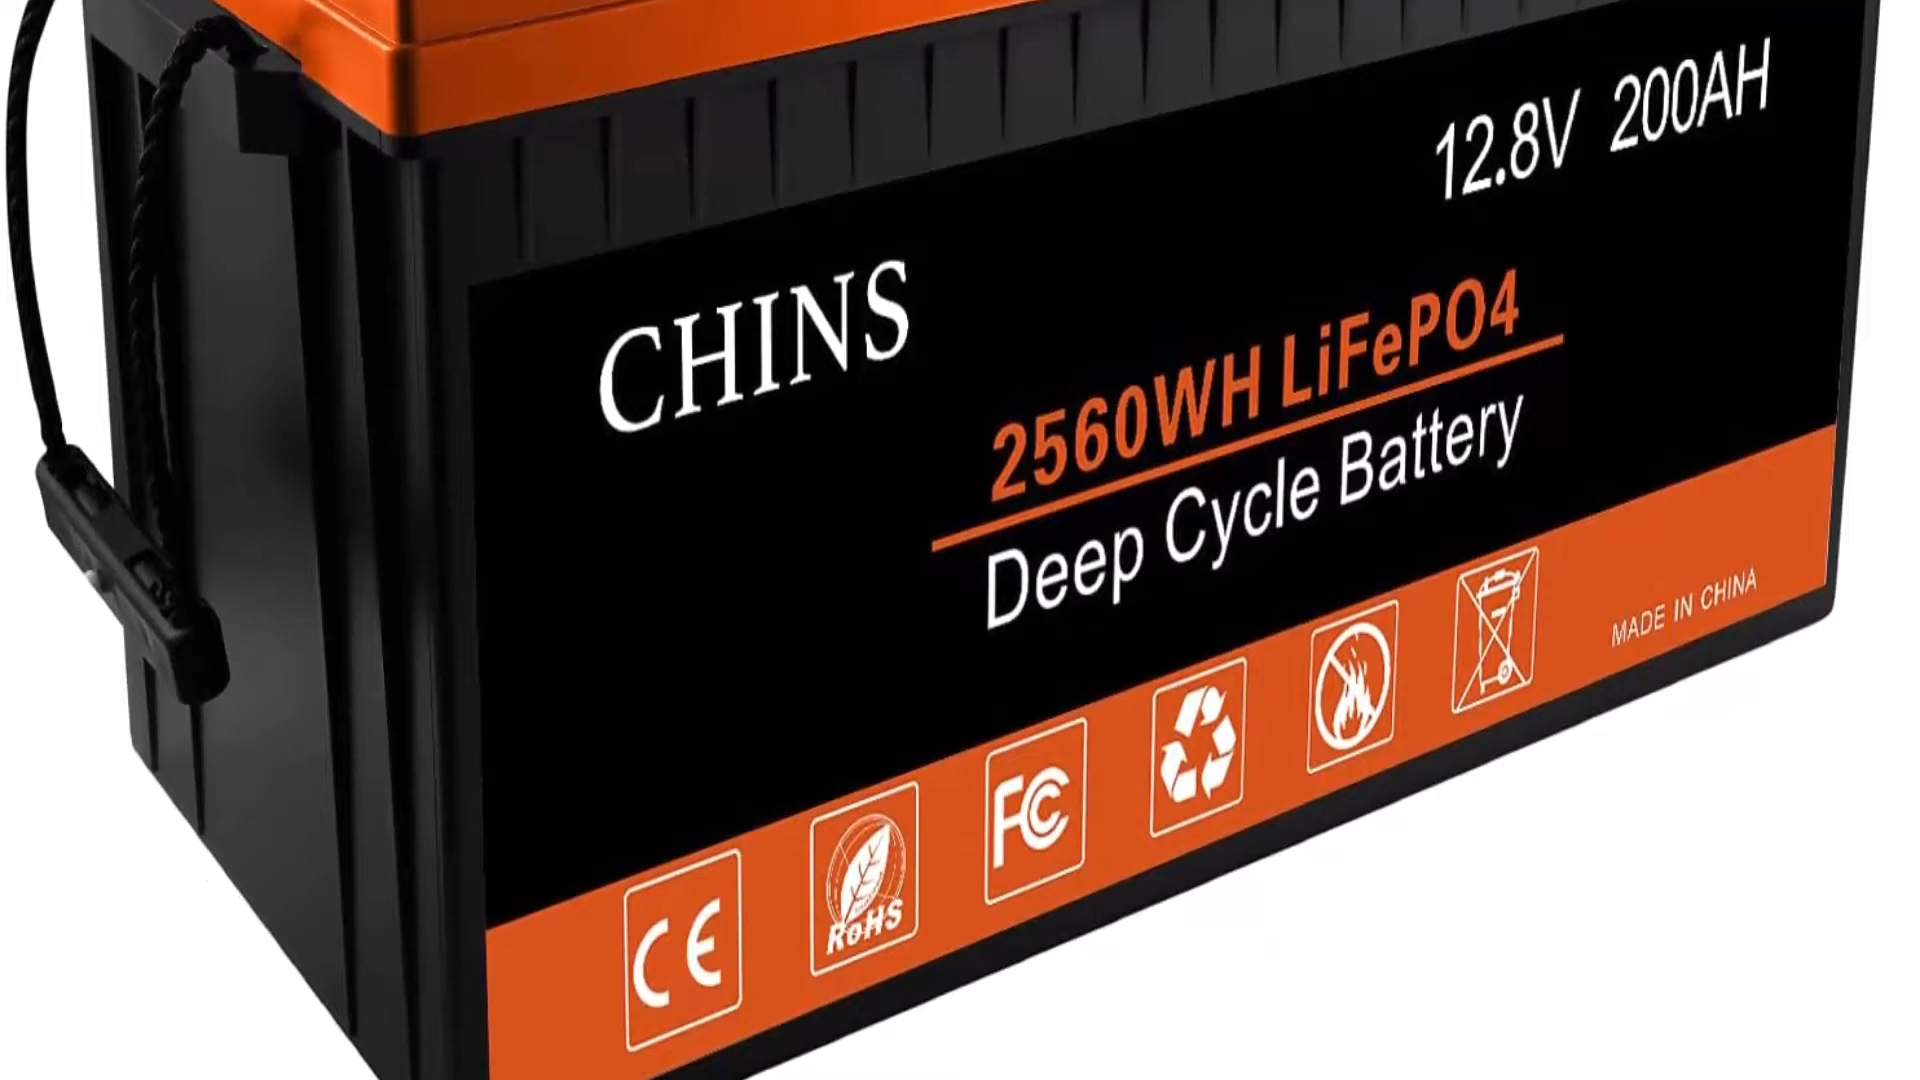 12.8V 200AH
CHINS
2560WH LiFePO4
Deep Cycle Battery
MADE IN CHINA
CE
RoHS
FC